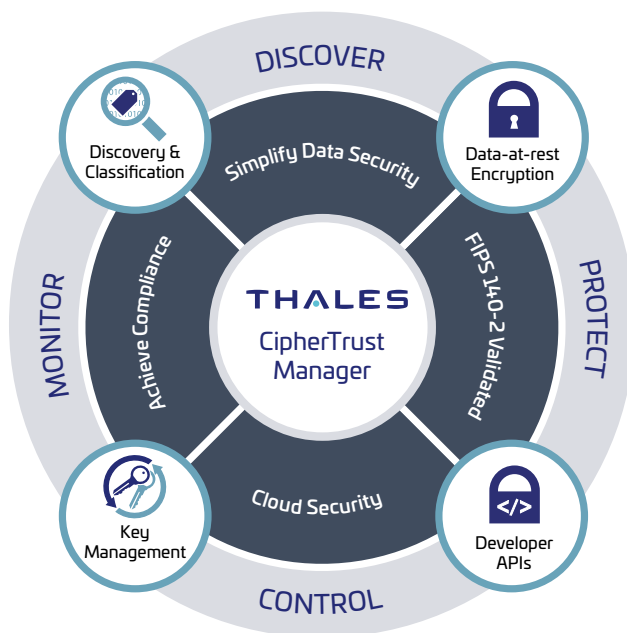 DISCOVER
Discovery &
Classification
Simplify Data Security
Data-at-rest
Encryption
MONITOR
Achieve Compliance
THALES
CipherTrust
Manager
FIPS 140-2 Validated
PROTECT
Key
Management
Cloud Security
</>
Developer
APIs
CONTROL